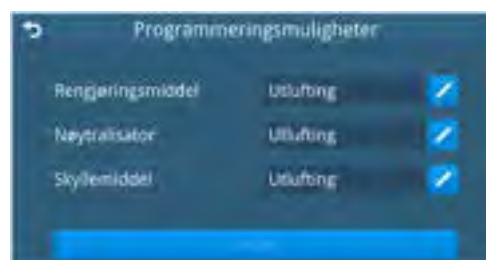 Programmeringsmuligheter
Rengjøringsmiddel Utlufting
Nøytralisator Utlufting
Skyllemiddel Utlufting